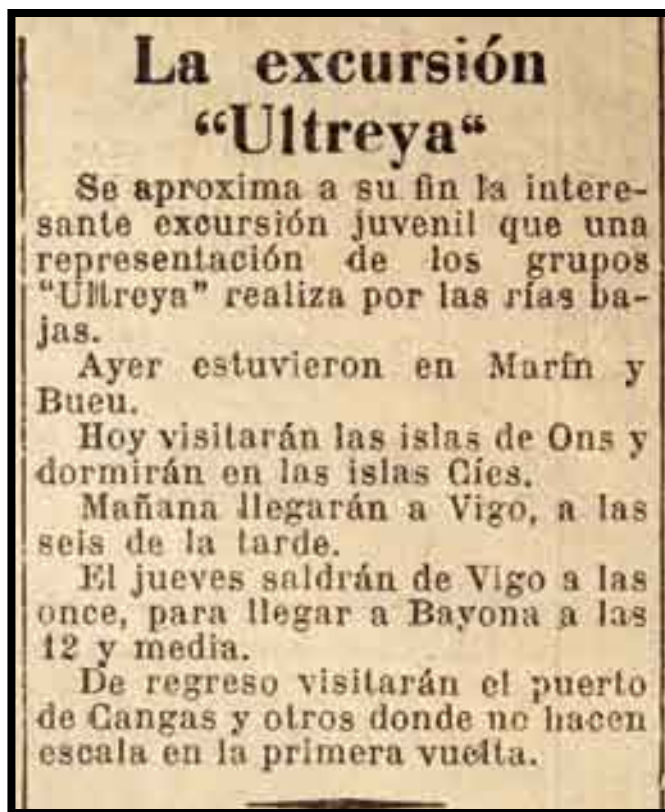 La excursión
“Ultreya“
Se aproxima a su fin la intere-
sante excursión juvenil que una
representación de los grupos
“Ultreya” realiza por las rías ba-
jas.
Ayer estuvieron en Marín y
Bueu.
Hoy visitarán las islas de Ons y
dormirán en las islas Cíes.
Mañana llegarán a Vigo, a las
seis de la tarde.
El jueves saldrán de Vigo a las
once, para llegar a Bayona a las
12 y media.
De regreso visitarán el puerto
de Cangas y otros donde no hacen
escala en la primera vuelta.